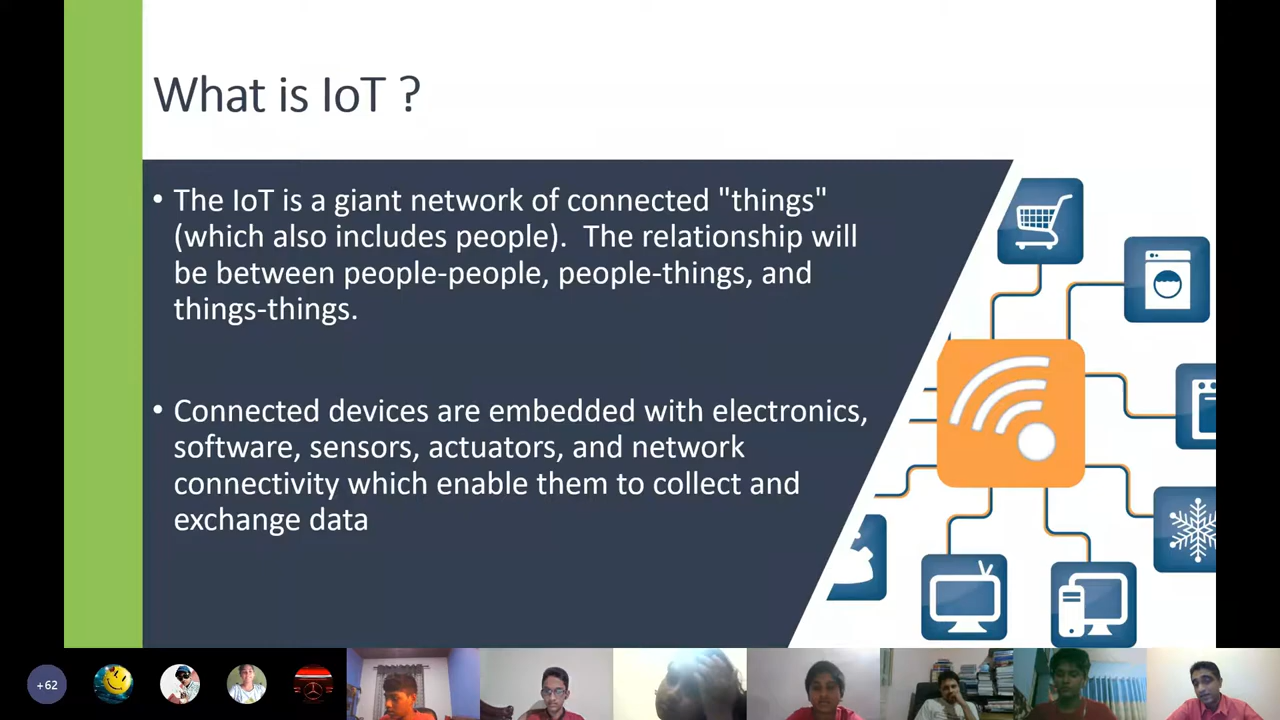 What is IoT ?
• The IoT is a giant network of connected "things"
(which also includes people).  The relationship will
be between people-people, people-things, and
things-things.
• Connected devices are embedded with electronics,
software, sensors, actuators, and network
connectivity which enable them to collect and
exchange data
+62